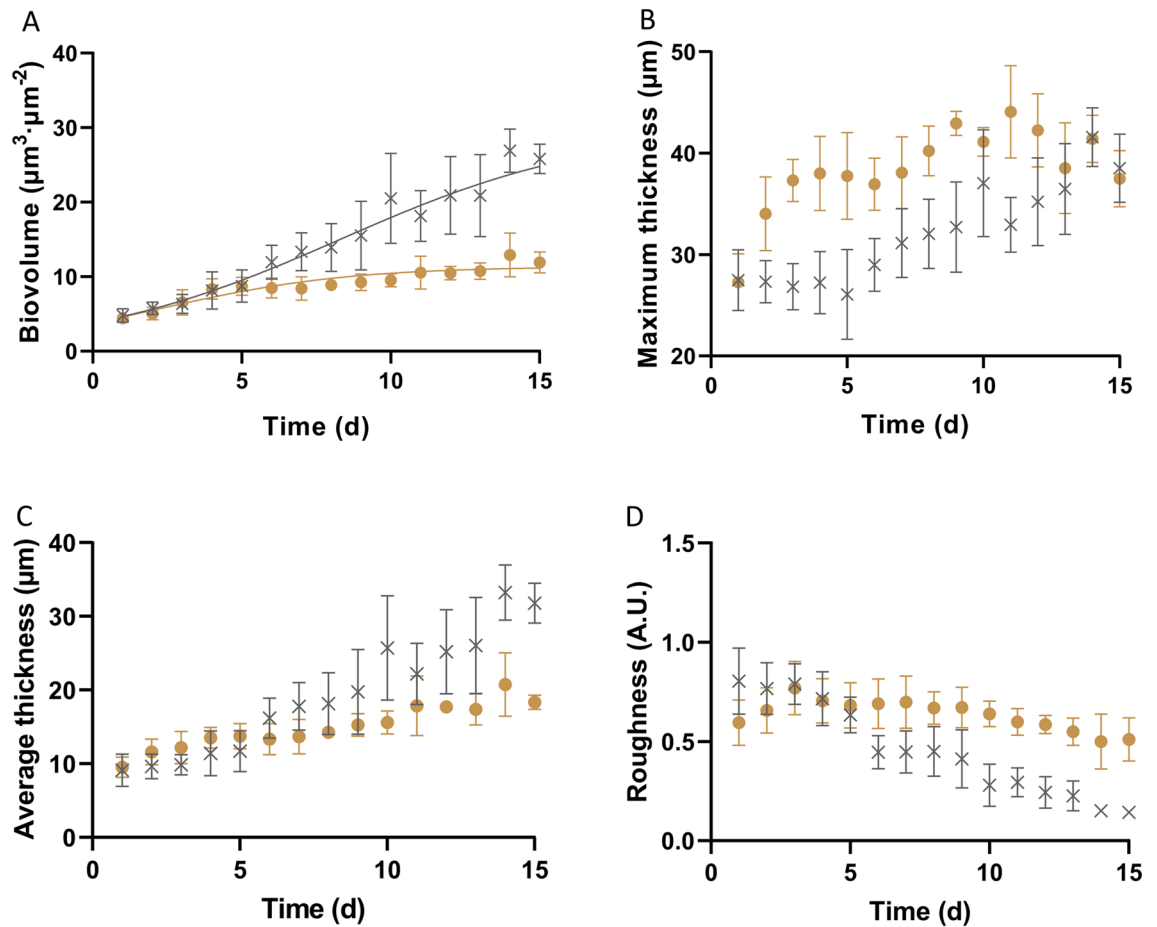 A
Biovolume (µm³·µm⁻²)
40
30
20
10
0
0 5 10 15
Time (d)
B
Maximum thickness (µm)
50
40
30
20
0 5 10 15
Time (d)
C
Average thickness (µm)
40
30
20
10
0
0 5 10 15
Time (d)
D
Roughness (A.U.)
1.5
1.0
0.5
0.0
0 5 10 15
Time (d)